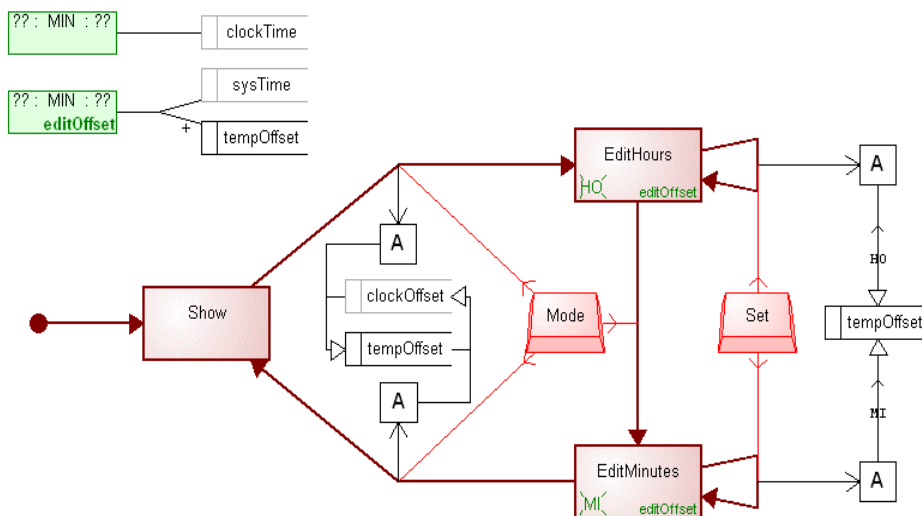 ?? : MIN : ??
clockTime
?? : MIN : ??
editOffset
sysTime
+
tempOffset
EditHours
HO
editOffset
A
A
HO
Show
clockOffset
Mode
Set
tempOffset
tempOffset
A
MI
EditMinutes
MI
editOffset
A